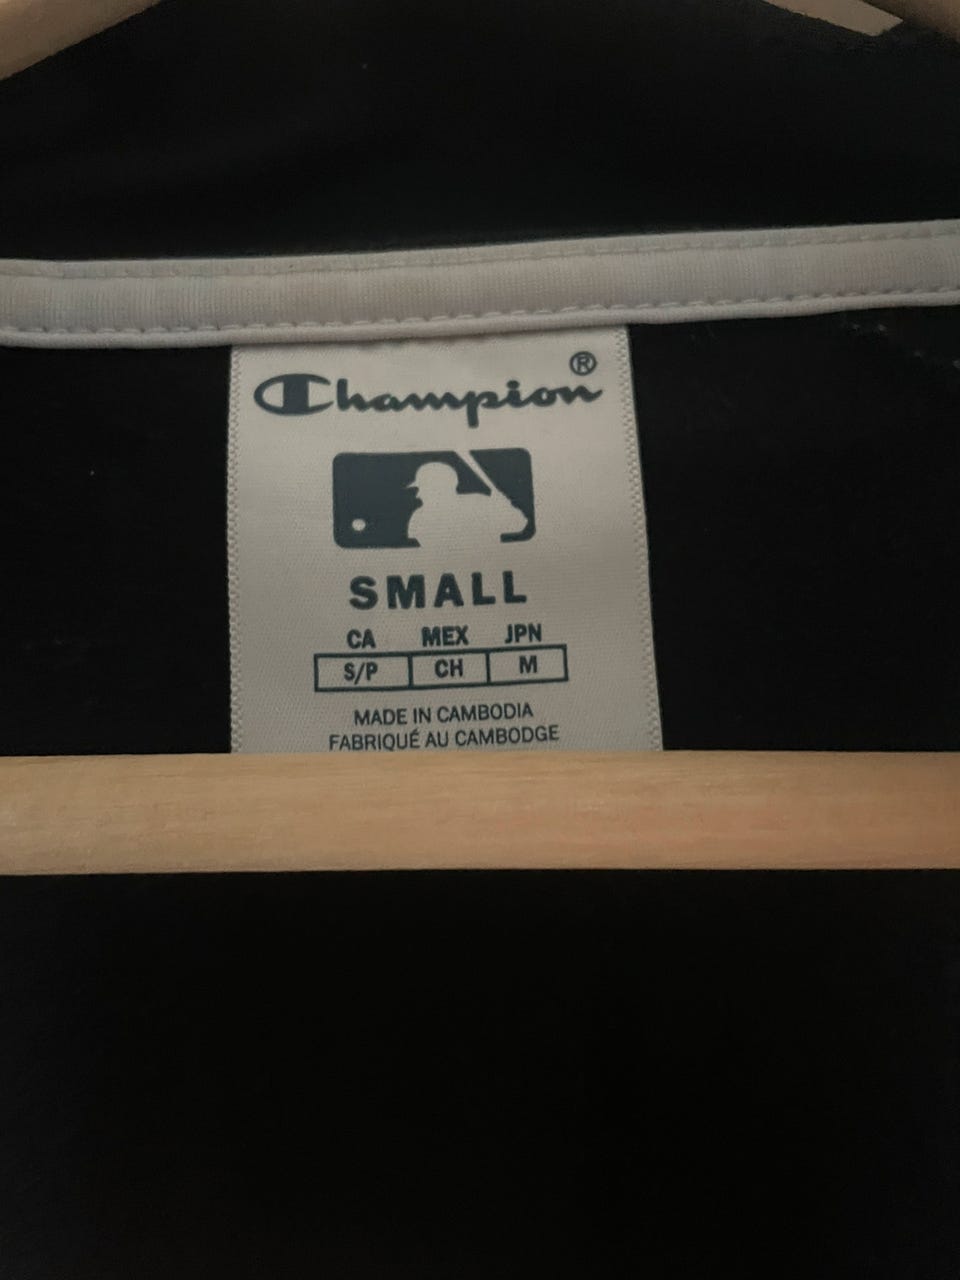 Champion®
SMALL
CA MEX JPN
S/P CH M
MADE IN CAMBODIA
FABRIQUÉ AU CAMBODGE